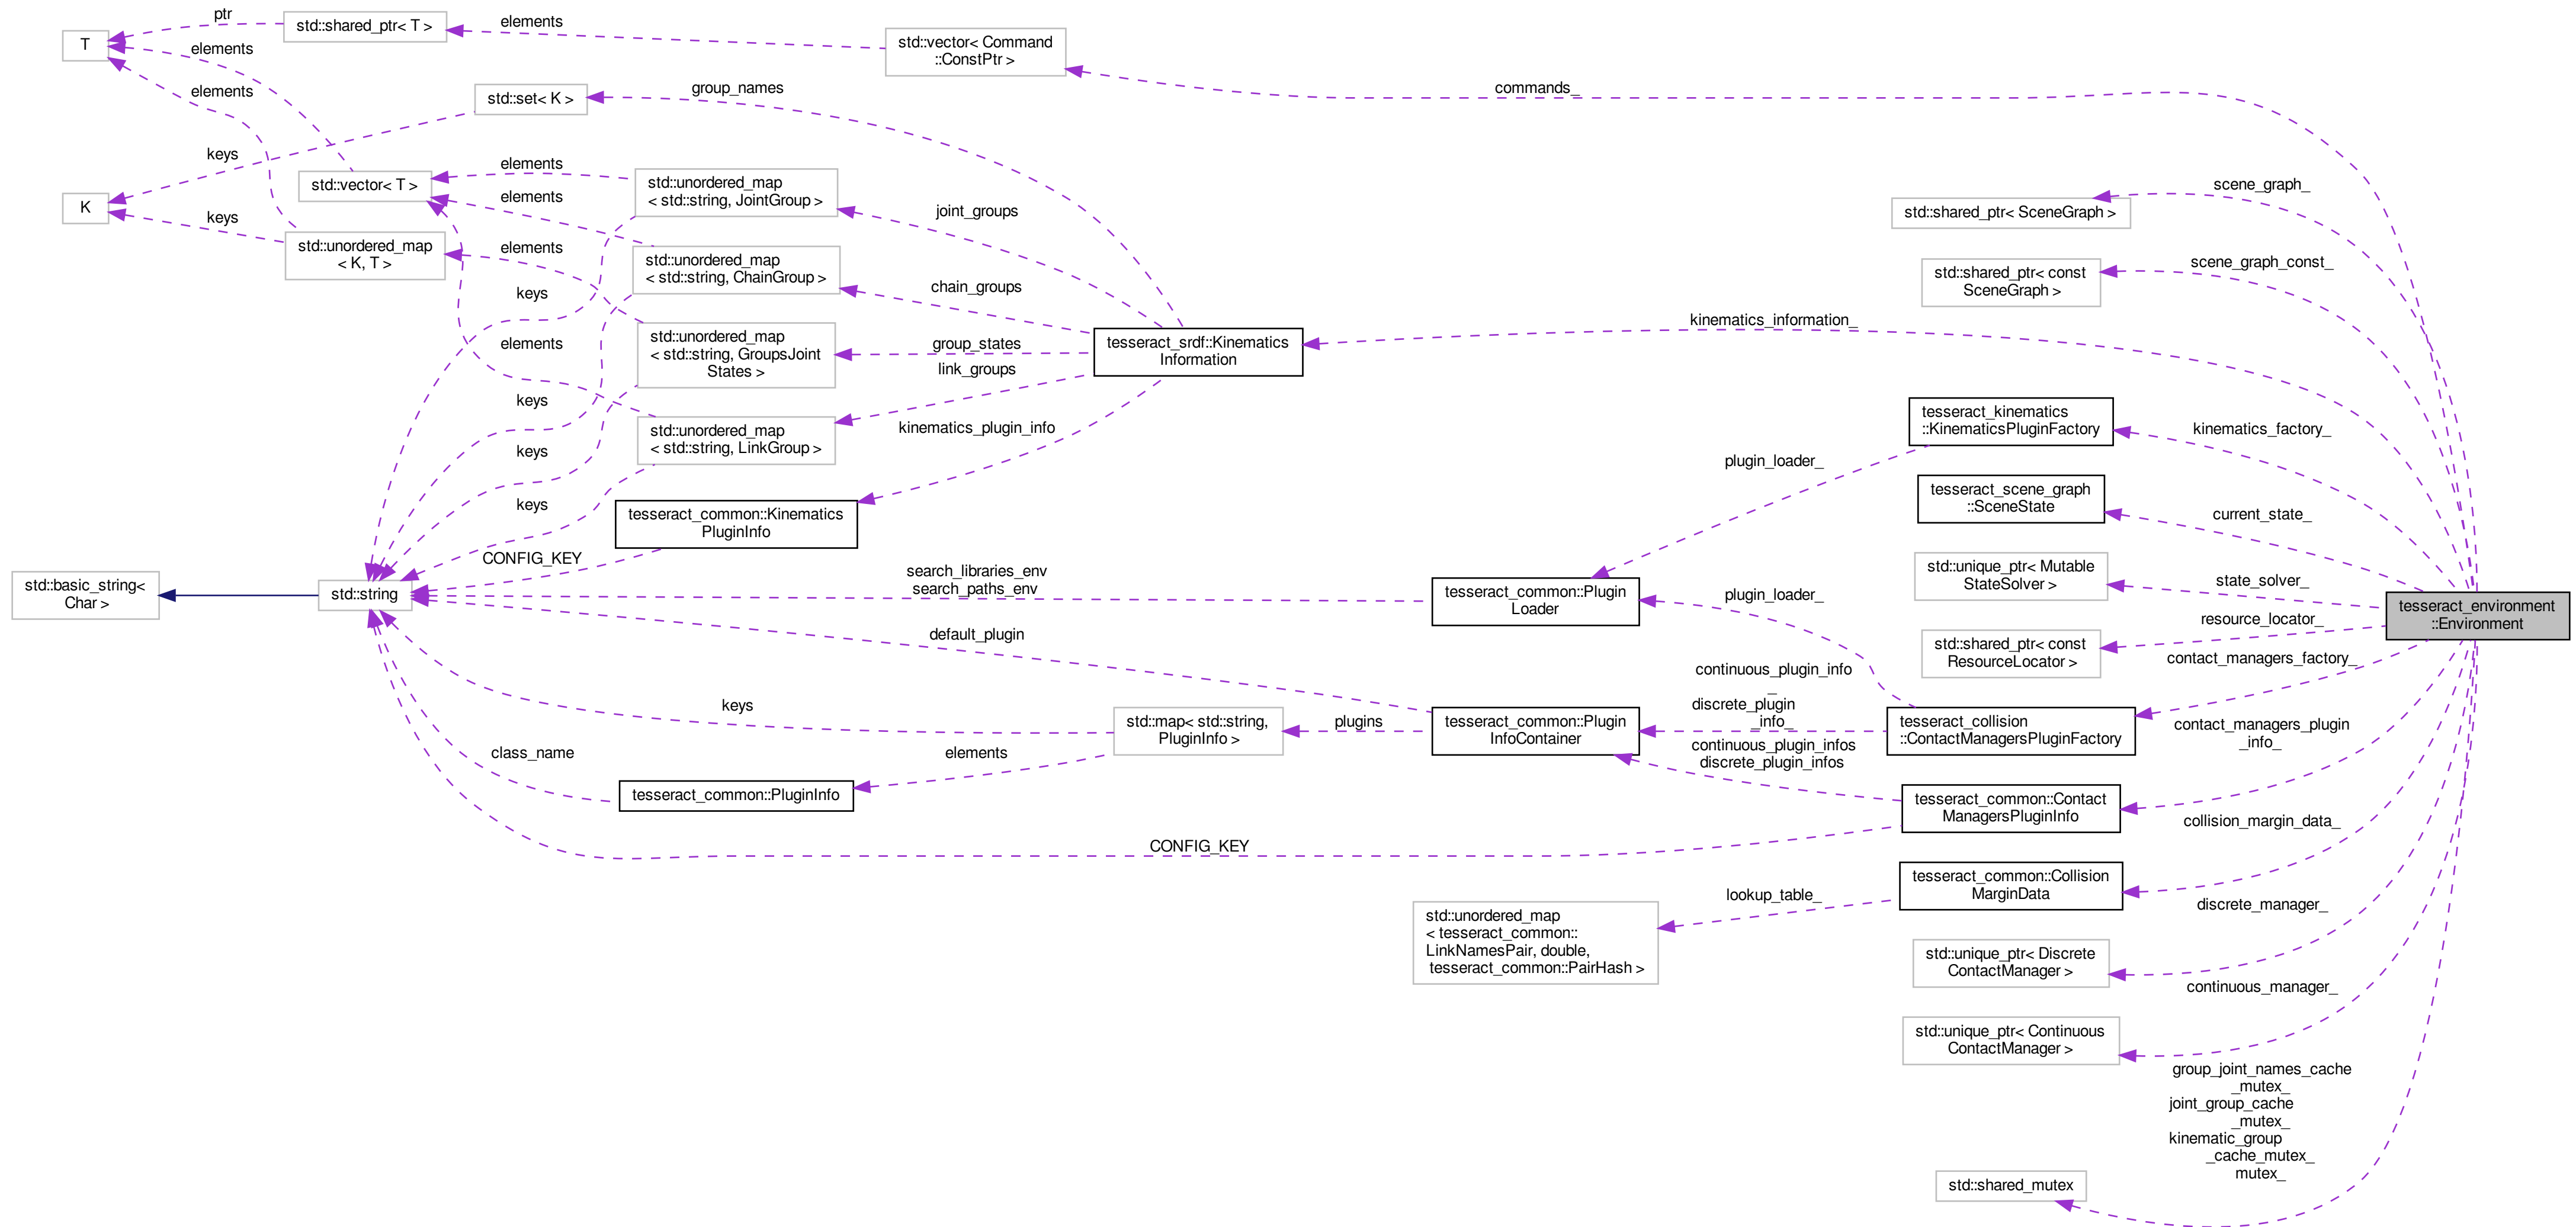 ptr
std::shared_ptr< T >
elements
T
elements
std::vector< Command
::ConstPtr >
elements
std::set< K >
group_names
commands_
keys
elements
std::unordered_map
< std::string, JointGroup >
std::vector< T >
elements
K
keys
joint_groups
scene_graph_
std::shared_ptr< SceneGraph >
std::unordered_map
< K, T >
elements
std::unordered_map
< std::string, ChainGroup >
scene_graph_const_
std::shared_ptr< const
SceneGraph >
keys
chain_groups
std::unordered_map
< std::string, GroupsJoint
States >
elements
group_states
link_groups
tesseract_srdf::Kinematics
Information
kinematics_information_
keys
std::unordered_map
< std::string, LinkGroup >
kinematics_plugin_info
keys
tesseract_kinematics
::KinematicsPluginFactory
kinematics_factory_
plugin_loader_
keys
tesseract_common::Kinematics
PluginInfo
tesseract_scene_graph
::SceneState
current_state_
CONFIG_KEY
std::basic_string<
Char >
std::string
search_libraries_env
search_paths_env
tesseract_common::Plugin
Loader
plugin_loader_
std::unique_ptr< Mutable
StateSolver >
state_solver_
tesseract_environment
::Environment
default_plugin
resource_locator_
std::shared_ptr< const
ResourceLocator >
contact_managers_factory_
continuous_plugin_info
_
discrete_plugin
_info_
keys
std::map< std::string,
PluginInfo >
plugins
tesseract_common::Plugin
InfoContainer
tesseract_collision
::ContactManagersPluginFactory
contact_managers_plugin
_info_
class_name
elements
continuous_plugin_infos
discrete_plugin_infos
tesseract_common::PluginInfo
tesseract_common::Contact
ManagersPluginInfo
collision_margin_data_
CONFIG_KEY
tesseract_common::Collision
MarginData
lookup_table_
discrete_manager_
std::unordered_map
< tesseract_common::
LinkNamesPair, double,
tesseract_common::PairHash >
std::unique_ptr< Discrete
ContactManager >
continuous_manager_
std::unique_ptr< Continuous
ContactManager >
group_joint_names_cache
_mutex_
joint_group_cache
_mutex_
kinematic_group
_cache_mutex_
mutex_
std::shared_mutex